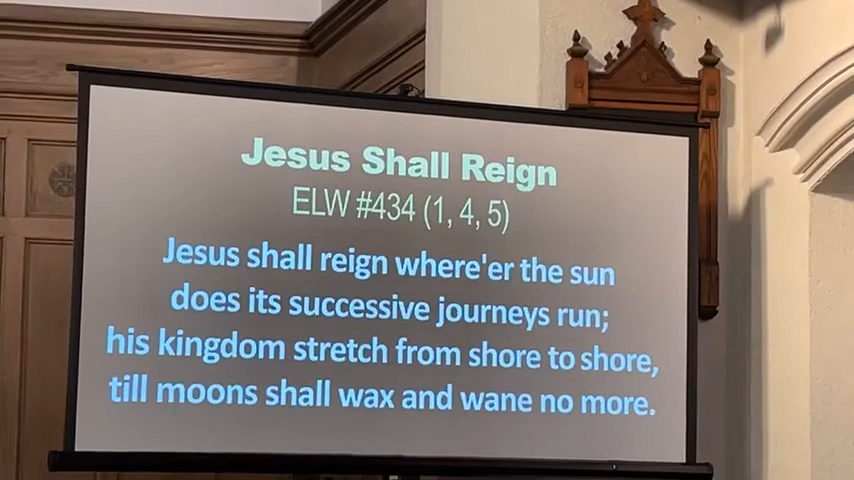 Jesus Shall Reign
ELW #434 (1, 4, 5)
Jesus shall reign where'er the sun
does its successive journeys run;
his kingdom stretch from shore to shore,
till moons shall wax and wane no more.